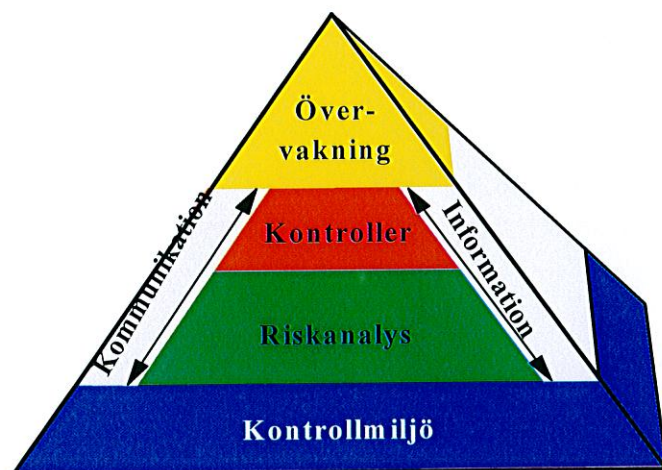 Över-
vakning
Kommunikation
Kontroller
Information
Riskanalys
Kontrollmiljö